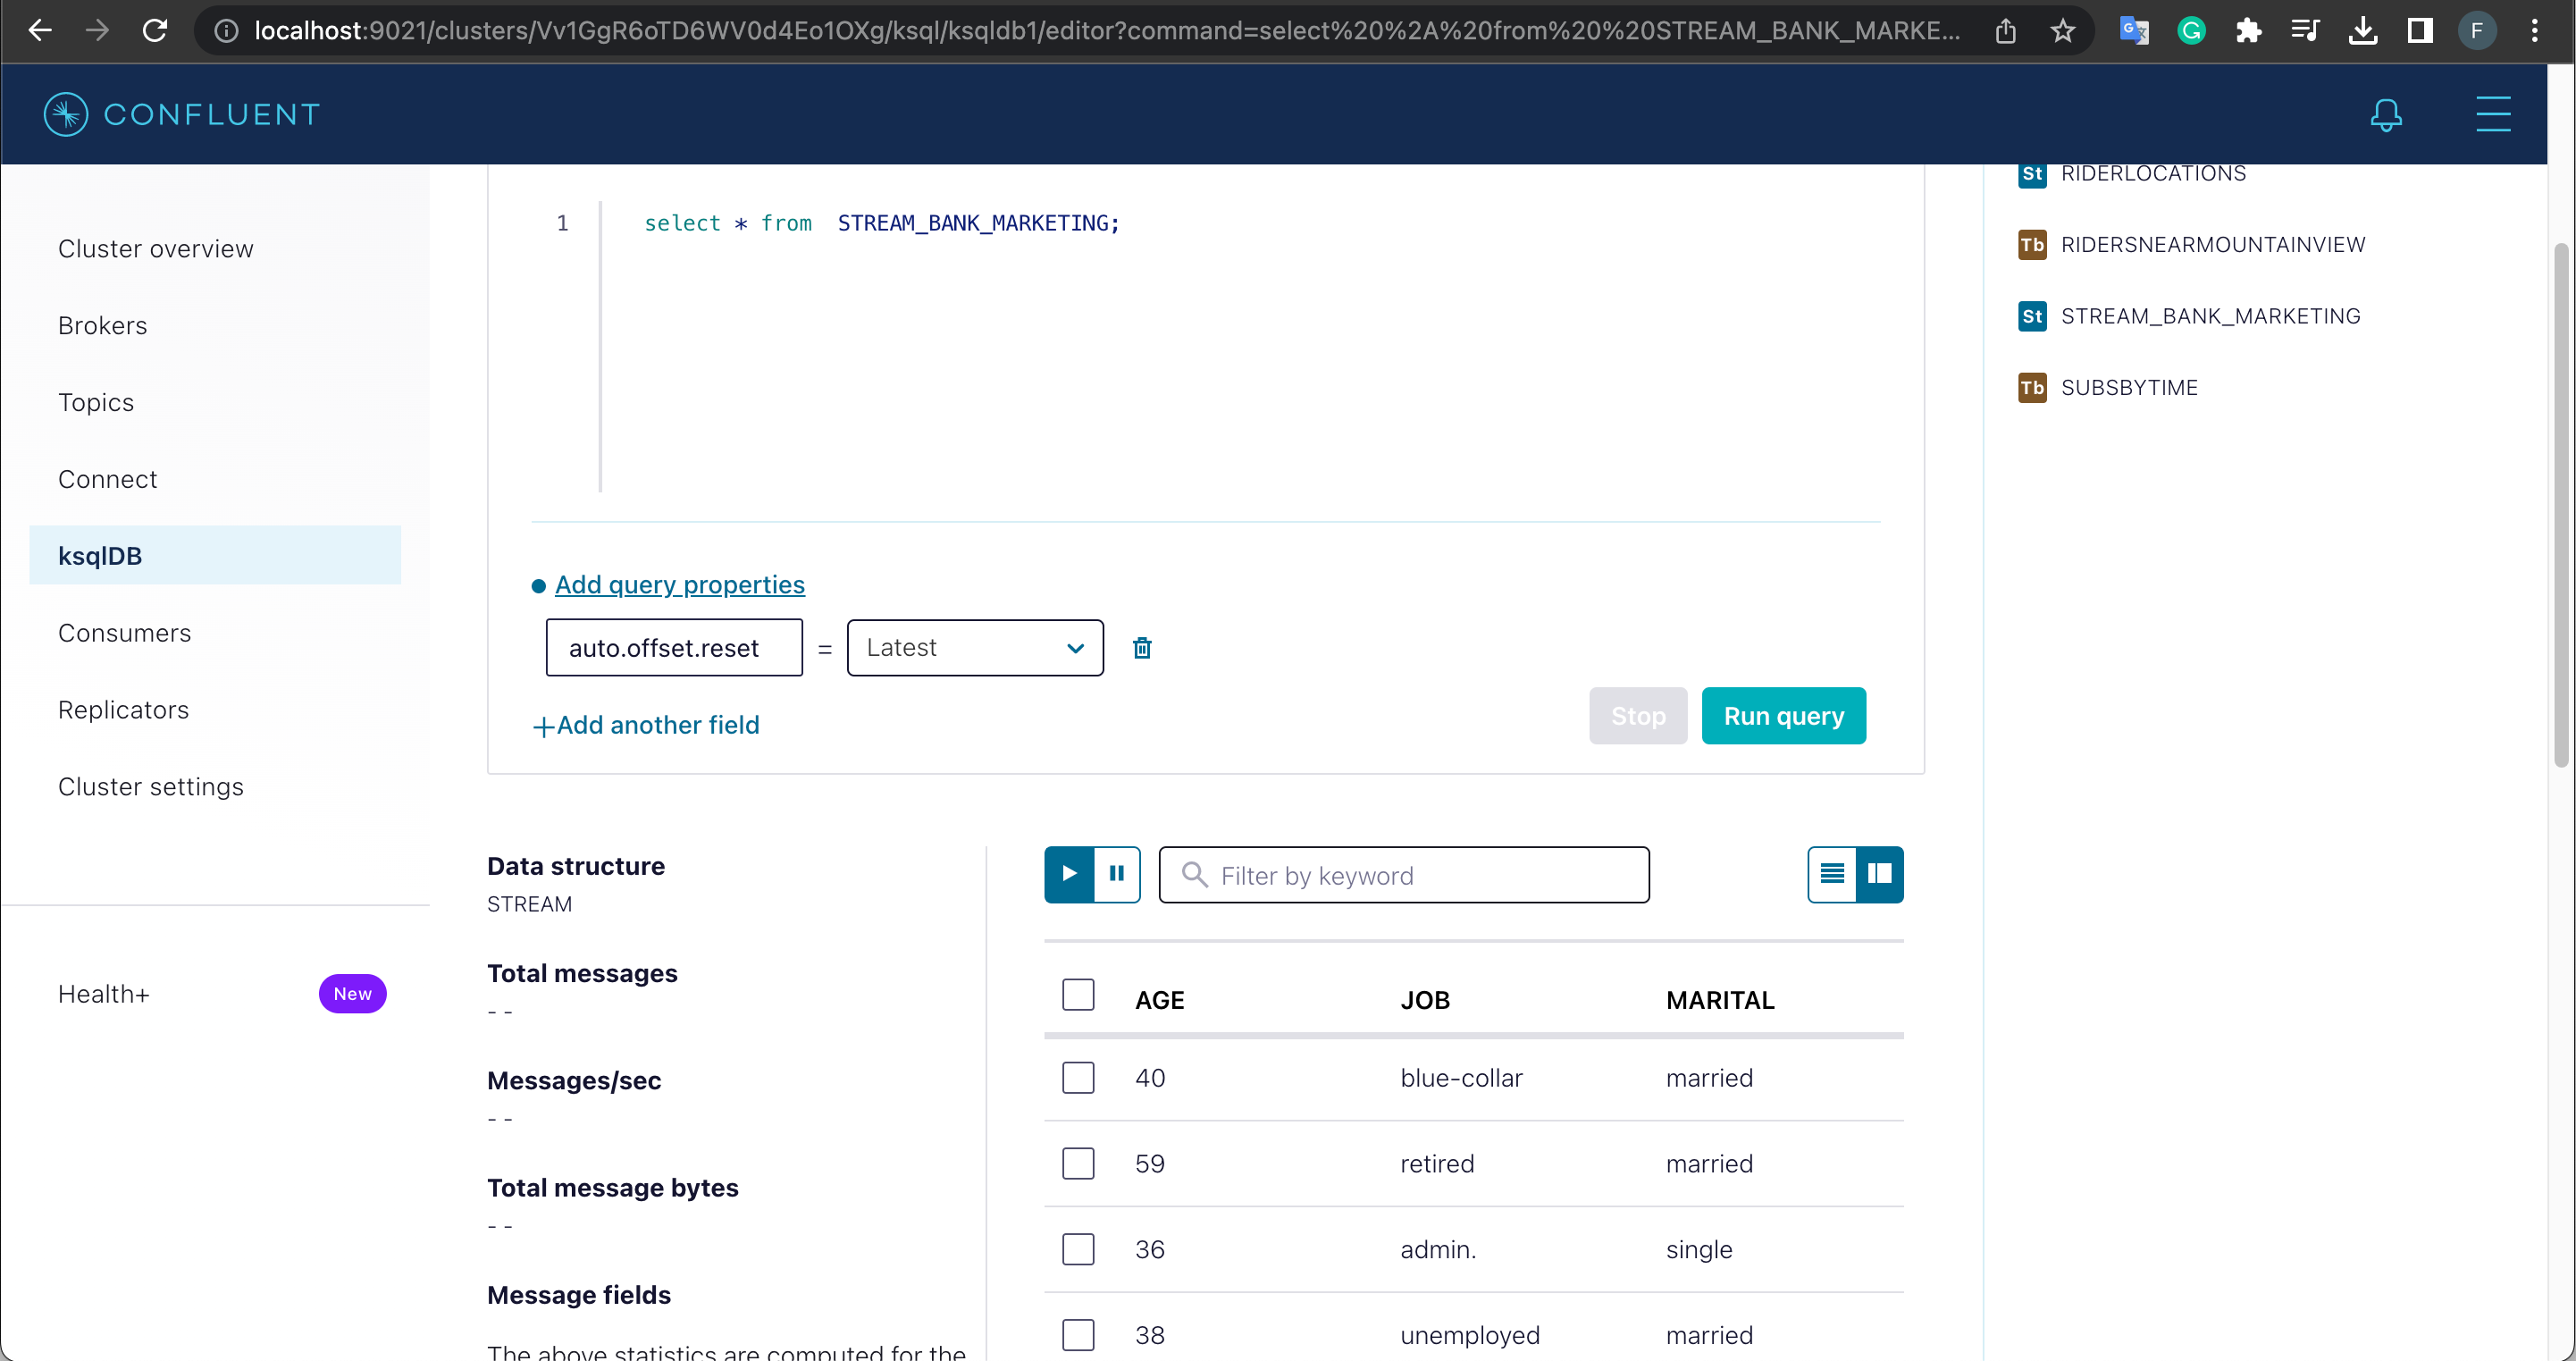 localhost:9021/clusters/Vv1GgR6oTD6WV0d4Eo1OXg/ksql/ksqldb1/editor?command=select%20%2A%20from%20%20STREAM_BANK_MARKE...
F
CONFLUENT
Cluster overview
Brokers
Topics
Connect
ksqlDB
Consumers
Replicators
Cluster settings
Health+
New
1
select * from  STREAM_BANK_MARKETING;
Add query properties
auto.offset.reset
=
Latest
+Add another field
Stop
Run query
Data structure
STREAM
Total messages
- -
Messages/sec
- -
Total message bytes
- -
Message fields
The above statistics are computed for the
Filter by keyword
AGE JOB MARITAL
40 blue-collar married
59 retired married
36 admin. single
38 unemployed married
St RIDERLOCATIONS
Tb RIDERSNEARMOUNTAINVIEW
St STREAM_BANK_MARKETING
Tb SUBSBYTIME